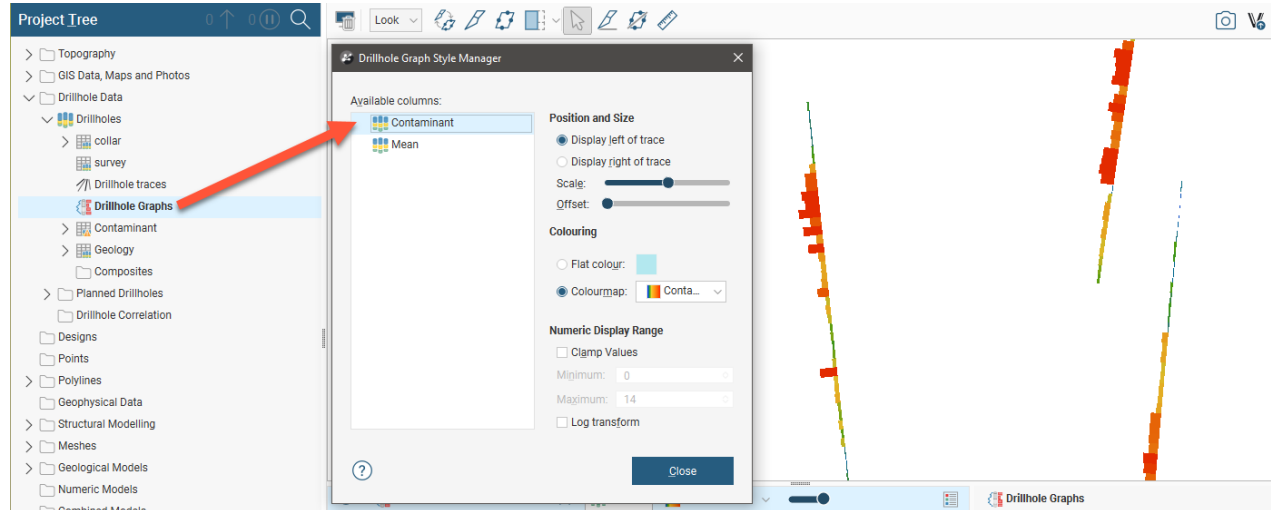 Project Tree
0
0
Look
Topography
GIS Data, Maps and Photos
Drillhole Data
Drillholes
collar
survey
Drillhole traces
Drillhole Graphs
Contaminant
Geology
Composites
Planned Drillholes
Drillhole Correlation
Designs
Points
Polylines
Geophysical Data
Structural Modelling
Meshes
Geological Models
Numeric Models
Combined Models
Drillhole Graph Style Manager
Available columns:
Contaminant
Mean
Position and Size
Display left of trace
Display right of trace
Scale:
Offset:
Colouring
Flat colour:
Colourmap:
Conta...
Numeric Display Range
Clamp Values
Minimum: 0
Maximum: 14
Log transform
?
Close
Drillhole Graphs